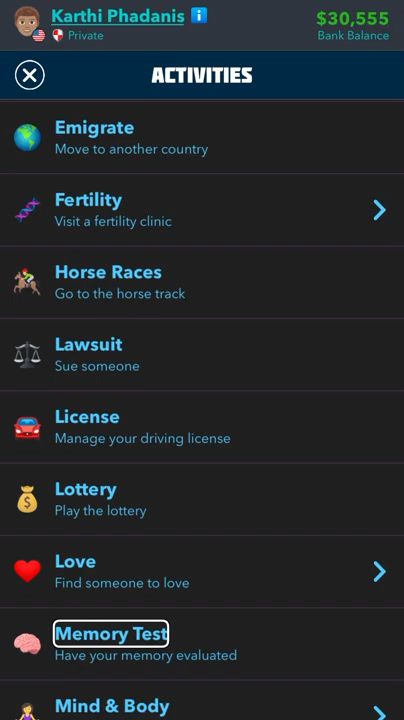 Karthi Phadanis
$30,555
Private
Bank Balance
ACTIVITIES
Emigrate
Move to another country
Fertility
Visit a fertility clinic
Horse Races
Go to the horse track
Lawsuit
Sue someone
License
Manage your driving license
Lottery
Play the lottery
Love
Find someone to love
Memory Test
Have your memory evaluated
Mind & Body